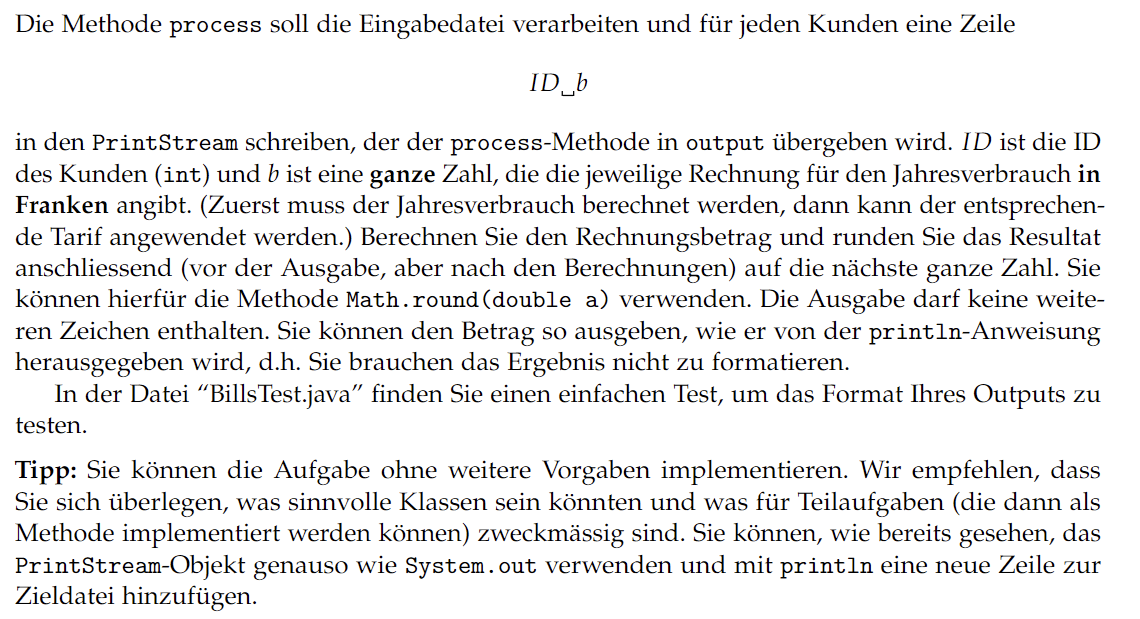 Die Methode process soll die Eingabedatei verarbeiten und für jeden Kunden eine Zeile
ID␣b
in den PrintStream schreiben, der der process-Methode in output übergeben wird. ID ist die ID
des Kunden (int) und b ist eine ganze Zahl, die die jeweilige Rechnung für den Jahresverbrauch in
Franken angibt. (Zuerst muss der Jahresverbrauch berechnet werden, dann kann der entsprechen-
de Tarif angewendet werden.) Berechnen Sie den Rechnungsbetrag und runden Sie das Resultat
anschliessend (vor der Ausgabe, aber nach den Berechnungen) auf die nächste ganze Zahl. Sie
können hierfür die Methode Math.round(double a) verwenden. Die Ausgabe darf keine weite-
ren Zeichen enthalten. Sie können den Betrag so ausgeben, wie er von der println-Anweisung
herausgegeben wird, d.h. Sie brauchen das Ergebnis nicht zu formatieren.
In der Datei “BillsTest.java” finden Sie einen einfachen Test, um das Format Ihres Outputs zu
testen.
Tipp: Sie können die Aufgabe ohne weitere Vorgaben implementieren. Wir empfehlen, dass
Sie sich überlegen, was sinnvolle Klassen sein könnten und was für Teilaufgaben (die dann als
Methode implementiert werden können) zweckmässig sind. Sie können, wie bereits gesehen, das
PrintStream-Objekt genauso wie System.out verwenden und mit println eine neue Zeile zur
Zieldatei hinzufügen.